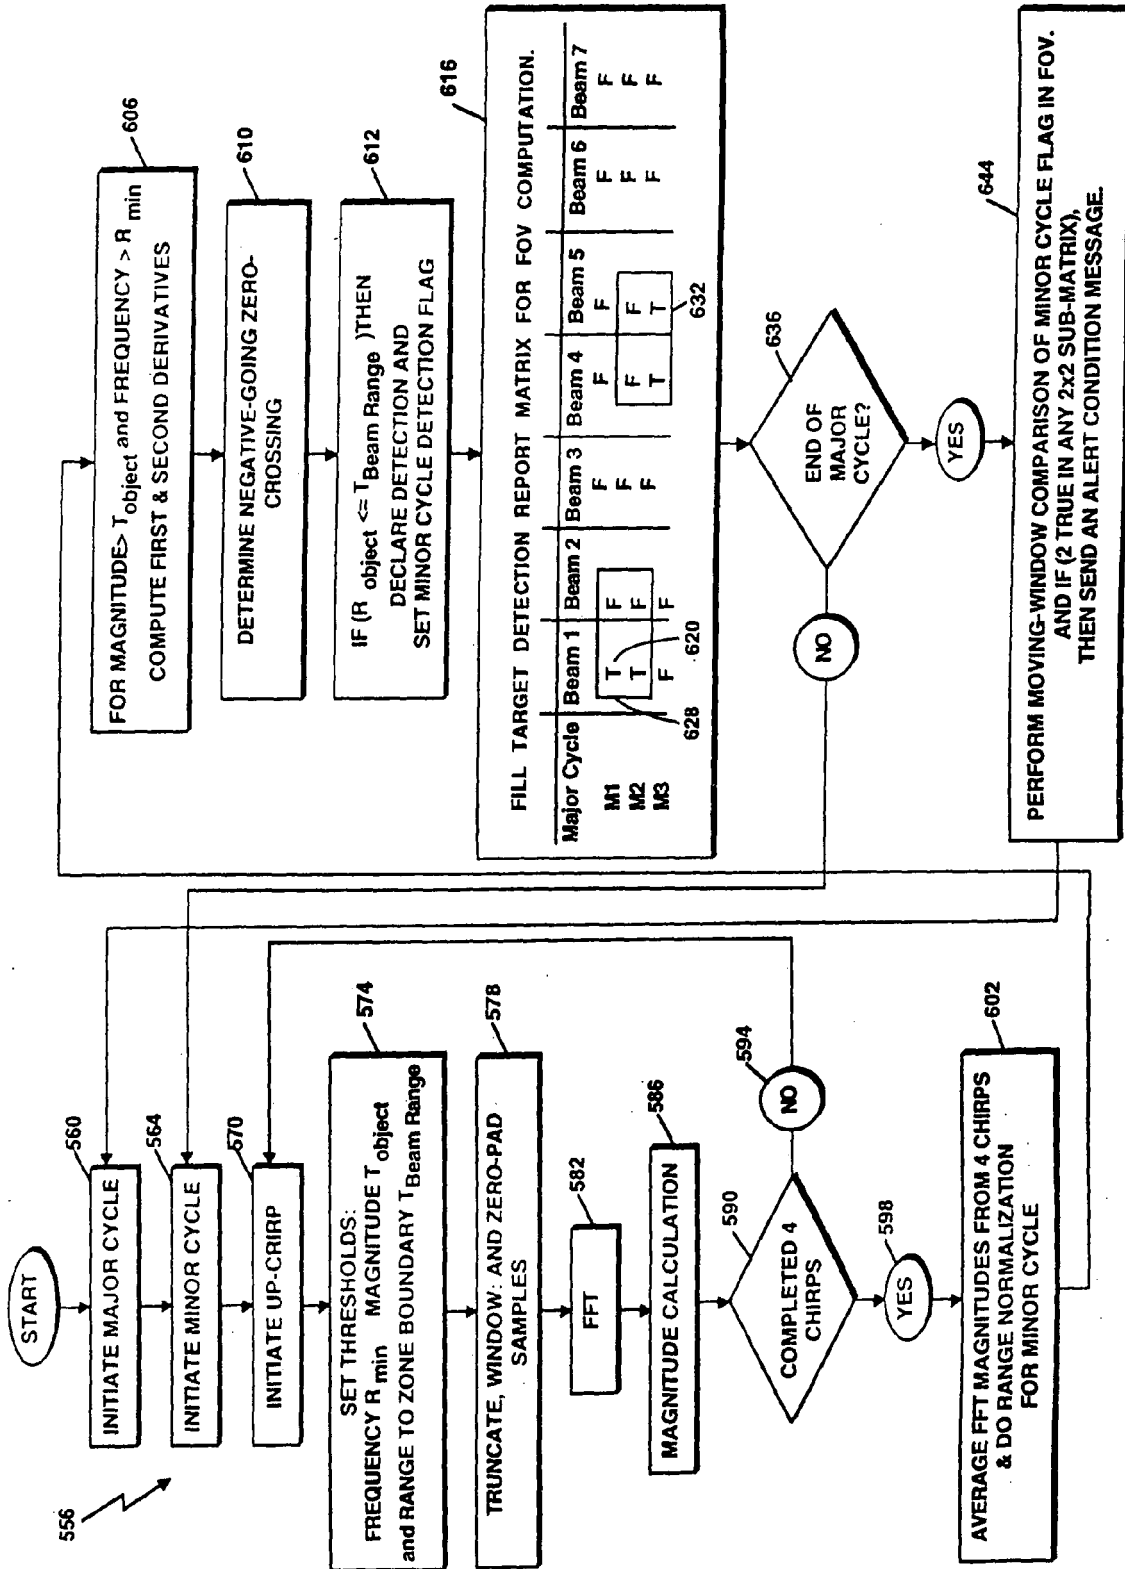 START
556
560
INITIATE MAJOR CYCLE
564
INITIATE MINOR CYCLE
570
INITIATE UP-CRIRP
574
SET THRESHOLDS:
FREQUENCY R min MAGNITUDE T object
and RANGE TO ZONE BOUNDARY T Beam Range
578
TRUNCATE, WINDOW: AND ZERO-PAD
SAMPLES
582
FFT
586
MAGNITUDE CALCULATION
590
COMPLETED 4
CHIRPS
594
NO
598
YES
602
AVERAGE FFT MAGNITUDES FROM 4 CHIRPS
& DO RANGE NORMALIZATION
FOR MINOR CYCLE
606
FOR MAGNITUDE> T object and FREQUENCY > R min
COMPUTE FIRST & SECOND DERIVATIVES
610
DETERMINE NEGATIVE-GOING ZERO-
CROSSING
612
IF (R object <= T Beam Range )THEN
DECLARE DETECTION AND
SET MINOR CYCLE DETECTION FLAG
616
FILL TARGET DETECTION REPORT MATRIX FOR FOV COMPUTATION.
Major Cycle Beam 1 Beam 2 Beam 3 Beam 4 Beam 5 Beam 6 Beam 7
M1 T F F F F F F
M2 T F F F F F F
M3 F F F T T F F
628
620
632
636
END OF
MAJOR
CYCLE?
NO
YES
644
PERFORM MOVING-WINDOW COMPARISON OF MINOR CYCLE FLAG IN FOV.
AND IF (2 TRUE IN ANY 2x2 SUB-MATRIX),
THEN SEND AN ALERT CONDITION MESSAGE.